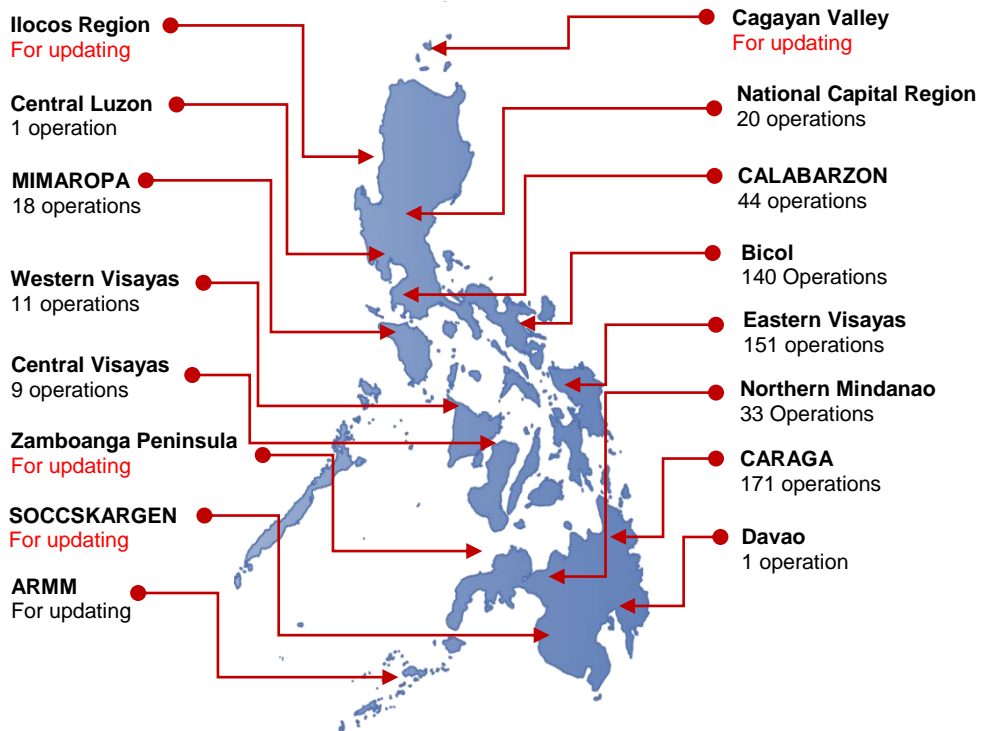 Ilocos Region
For updating
Central Luzon
1 operation
MIMAROPA
18 operations
Western Visayas
11 operations
Central Visayas
9 operations
Zamboanga Peninsula
For updating
SOCCSKARGEN
For updating
ARMM
For updating
Cagayan Valley
For updating
National Capital Region
20 operations
CALABARZON
44 operations
Bicol
140 Operations
Eastern Visayas
151 operations
Northern Mindanao
33 Operations
CARAGA
171 operations
Davao
1 operation